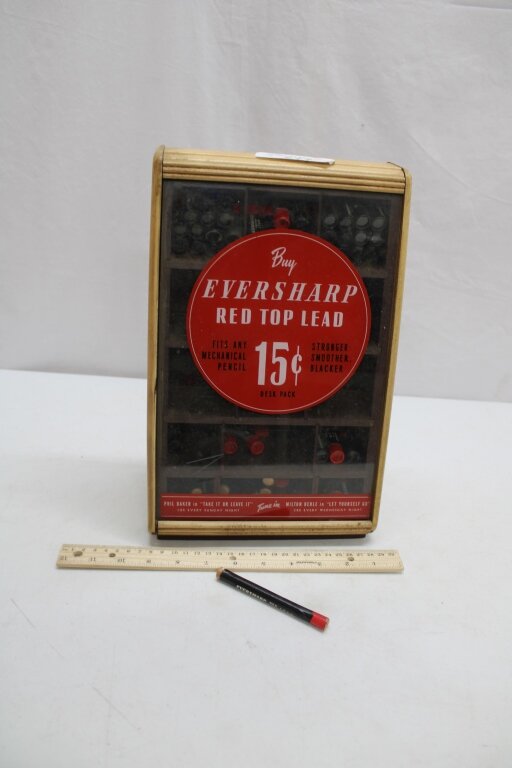 Buy
EVERSHARP
RED TOP LEAD
FITS ANY
MECHANICAL
PENCIL
15¢
STRONGER
SMOOTHER
BLACKER
DESK PACK
PHIL BAKER in "TAKE IT OR LEAVE IT"
CBS EVERY SUNDAY NIGHT
Tune in
MILTON BERLE in "LET YOURSELF GO"
CBS EVERY WEDNESDAY NIGHT
EVERSHARP